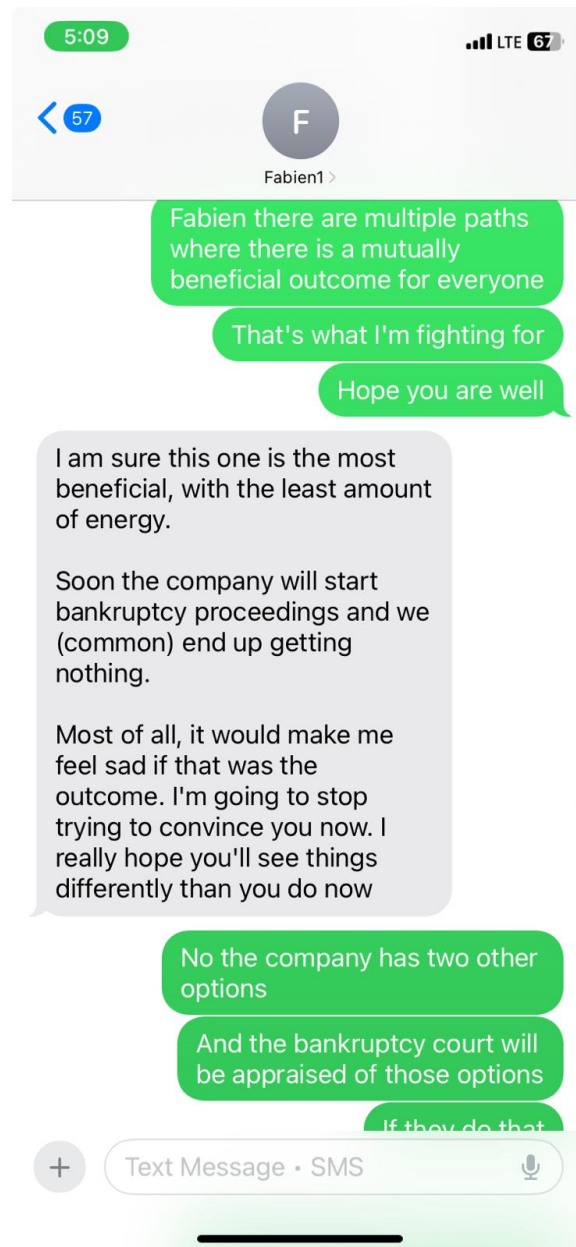 5:09
LTE 67
57
F
Fabien1
Fabien there are multiple paths
where there is a mutually
beneficial outcome for everyone
That's what I'm fighting for
Hope you are well
I am sure this one is the most
beneficial, with the least amount
of energy.
Soon the company will start
bankruptcy proceedings and we
(common) end up getting
nothing.
Most of all, it would make me
feel sad if that was the
outcome. I'm going to stop
trying to convince you now. I
really hope you'll see things
differently than you do now
No the company has two other
options
And the bankruptcy court will
be appraised of those options
If they do that
Text Message • SMS